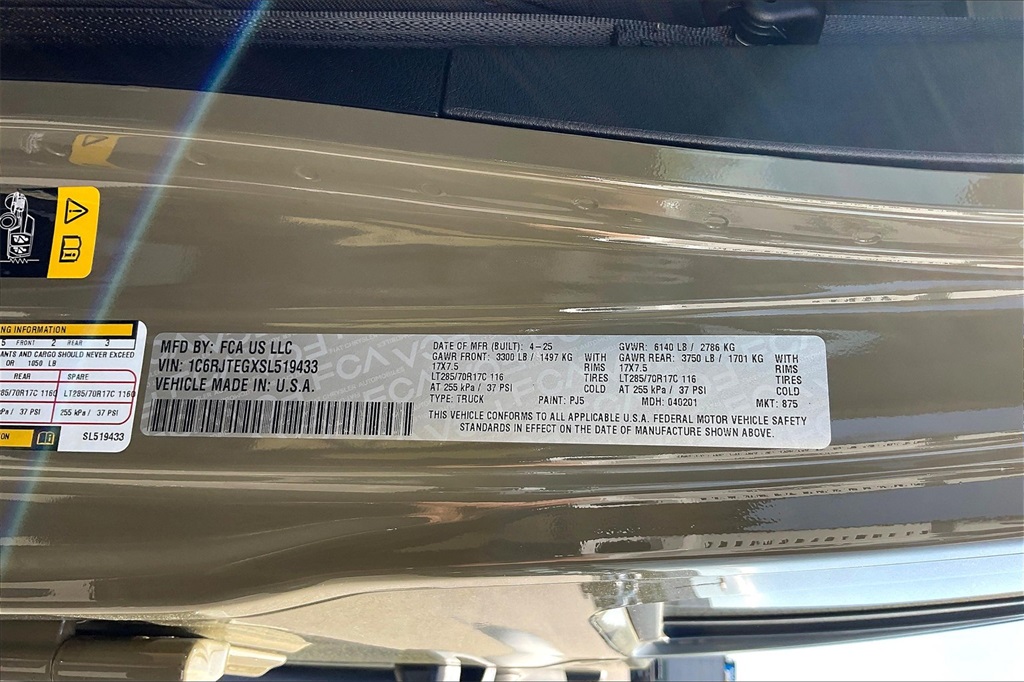 NG INFORMATION
5 FRONT 2 REAR 3
ANTS AND CARGO SHOULD NEVER EXCEED
OR 1050 LB
REAR SPARE
285/70R17C 116 LT285/70R17C 116
kPa / 37 PSI 255 kPa / 37 PSI
ION
SL519433
MFD BY: FCA US LLC
VIN: 1C6RJTEGXSL519433
VEHICLE MADE IN: U.S.A.
DATE OF MFR (BUILT): 4-25 GVWR: 6140 LB / 2786 KG
GAWR FRONT: 3300 LB / 1497 KG WITH GAWR REAR: 3750 LB / 1701 KG WITH
17X7.5 RIMS 17X7.5 RIMS
LT285/70R17C 116 TIRES LT285/70R17C 116 TIRES
AT 255 kPa / 37 PSI COLD AT 255 kPa / 37 PSI COLD
TYPE: TRUCK PAINT: PJ5 MDH: 040201 MKT: 875
THIS VEHICLE CONFORMS TO ALL APPLICABLE U.S.A. FEDERAL MOTOR VEHICLE SAFETY
STANDARDS IN EFFECT ON THE DATE OF MANUFACTURE SHOWN ABOVE.